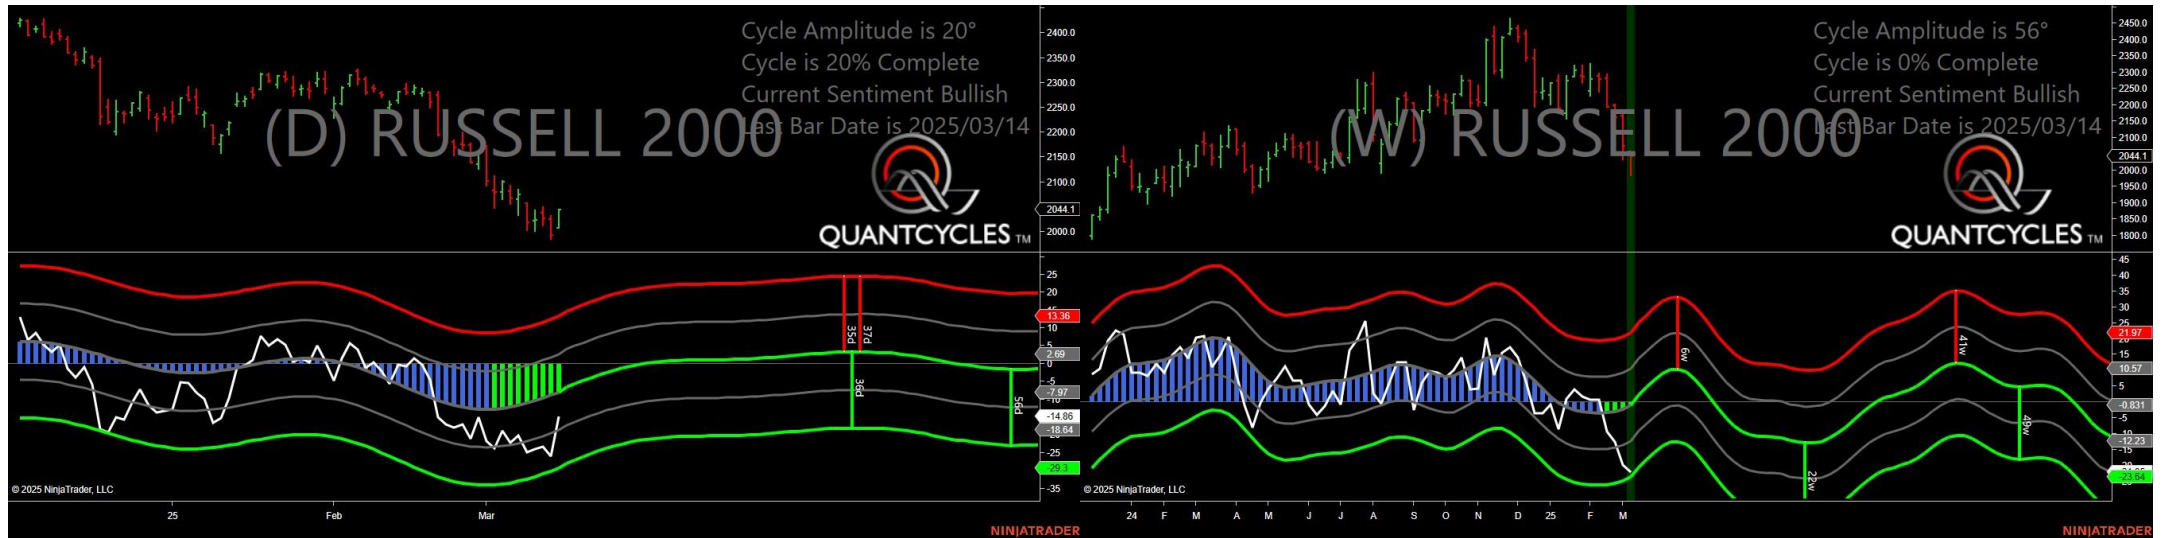 Cycle Amplitude is 20°
Cycle is 20% Complete
Current Sentiment Bullish
Last Bar Date is 2025/03/14
(D) RUSSELL 2000
QUANTCYCLES TM
2400.0
2350.0
2300.0
2250.0
2200.0
2150.0
2100.0
2044.1
2000.0
25
20
15
13.36
10
5
2.69
-5
-7.97
-10
-14.86
-18.64
-25
-29.3
-35
35d
37d
36d
56d
© 2025 NinjaTrader, LLC
25 Feb Mar
NINJATRADER
Cycle Amplitude is 56°
Cycle is 0% Complete
Current Sentiment Bullish
Last Bar Date is 2025/03/14
(W) RUSSELL 2000
QUANTCYCLES TM
2450.0
2400.0
2350.0
2300.0
2250.0
2200.0
2150.0
2100.0
2044.1
2000.0
1950.0
1900.0
1850.0
1800.0
45
40
35
30
25
21.97
15
10.57
5
-0.831
-12.23
-15
-23.64
6w
22w
41w
49w
© 2025 NinjaTrader, LLC
24 F M A M J J A S O N D 25 F M
NINJATRADER